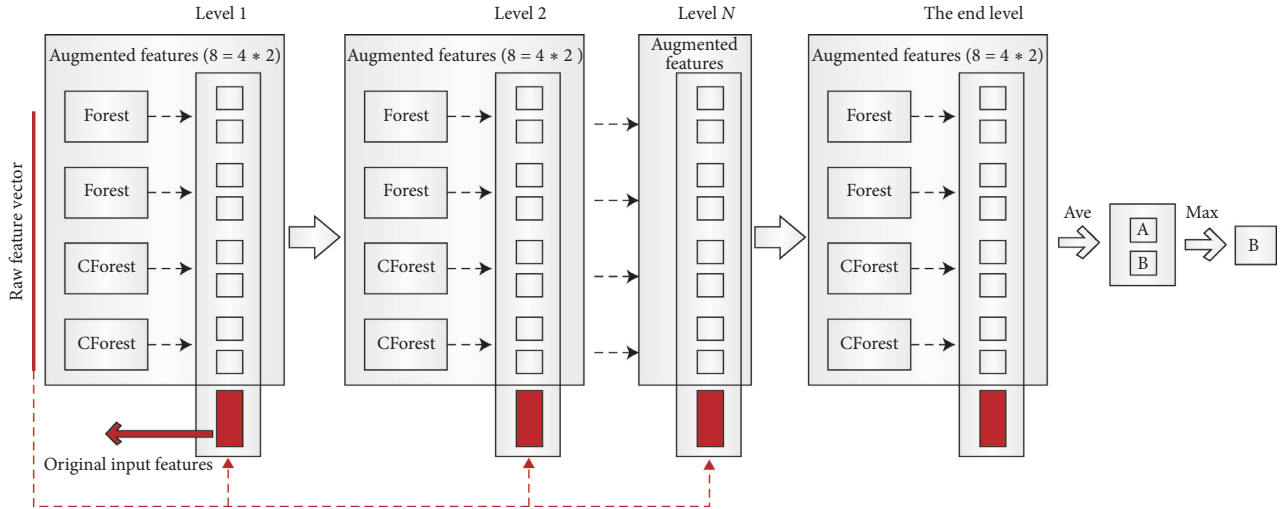 Level 1
Level 2
Level N
The end level
Augmented features (8 = 4 * 2)
Augmented features (8 = 4 * 2 )
Augmented
features
Augmented features (8 = 4 * 2)
Raw feature vector
Forest
Forest
CForest
CForest
Forest
Forest
CForest
CForest
Forest
Forest
CForest
CForest
Ave
A
B
Max
B
Original input features